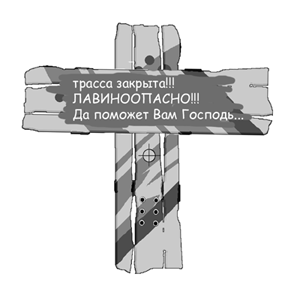 трасса закрыта!!!
ЛАВИНООПАСНО!!!
Да поможет Вам Господь...